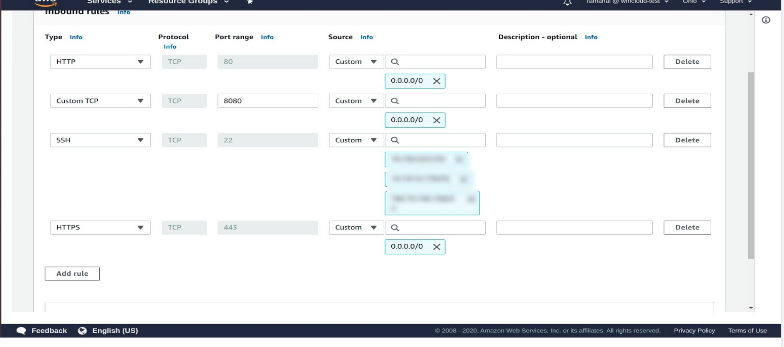 Services Resource Groups Ohio Support
Inbound rules Info
Type Info Protocol Info Port range Info Source Info Description - optional Info
HTTP TCP 80 Custom Delete
0.0.0.0/0
Custom TCP TCP 8080 Custom Delete
0.0.0.0/0
SSH TCP 22 Custom Delete
HTTPS TCP 443 Custom Delete
0.0.0.0/0
Add rule
Feedback English (US) © 2008 - 2020, Amazon Web Services, Inc. or its affiliates. All rights reserved. Privacy Policy Terms of Use